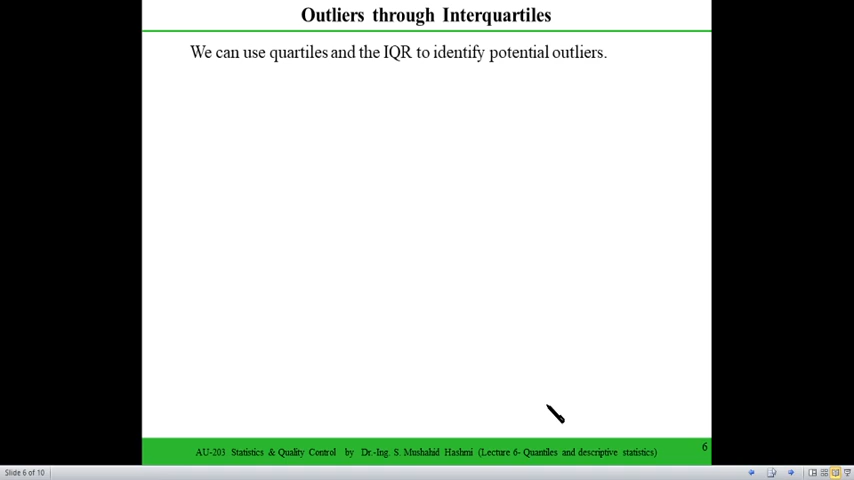 Outliers through Interquartiles
We can use quartiles and the IQR to identify potential outliers.
6
AU-203 Statistics & Quality Control by Dr.-Ing. S. Mushahid Hashmi (Lecture 6- Quantiles and descriptive statistics)
Slide 6 of 10